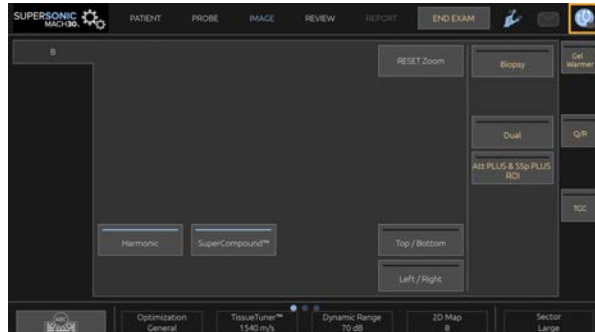 SUPERSONIC
MACH30.
PATIENT
PROBE
IMAGE
REVIEW
REPORT
END EXAM
B
RESET Zoom
Biopsy
Gel
Warmer
Dual
Q/R
Att PLUS & SSp PLUS
ROI
TGC
Harmonic
SuperCompound™
Top / Bottom
Left / Right
Optimization
General
TissueTuner™
1540 m/s
Dynamic Range
70 dB
2D Map
8
Sector
Large